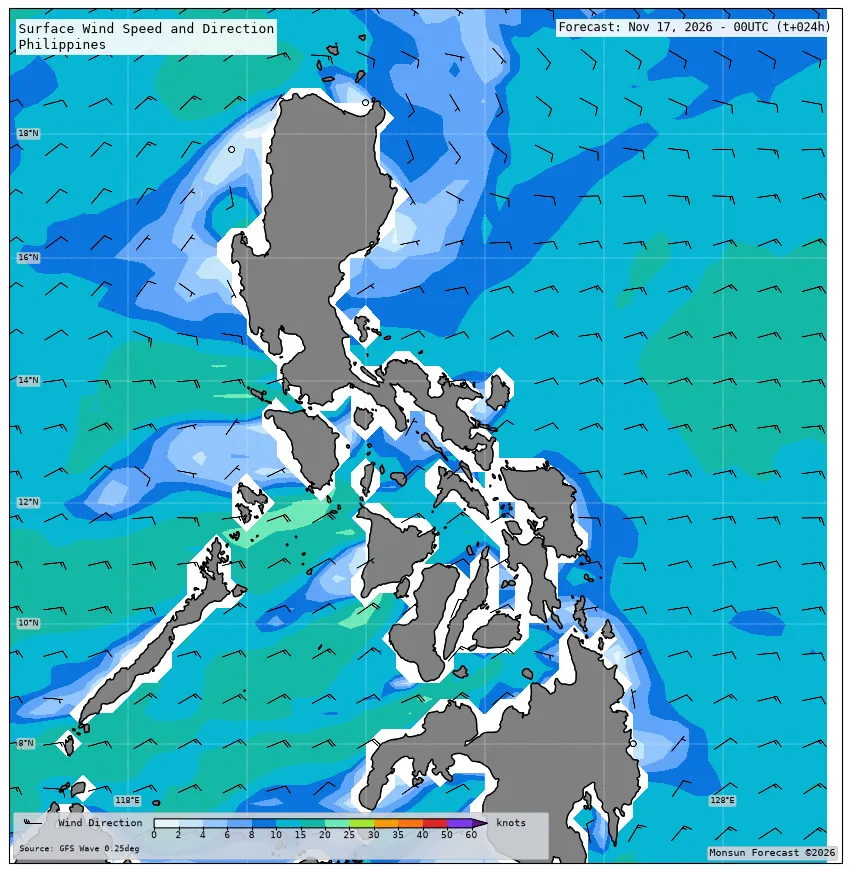 Surface Wind Speed and Direction
Philippines
Forecast: Nov 17, 2026 - 00UTC (t+024h)
18°N
16°N
14°N
12°N
10°N
8°N
118°E
128°E
Wind Direction
0 2 4 6 8 10 15 20 25 30 35 40 50 60
knots
Source: GFS Wave 0.25deg
Monsun Forecast ©2026